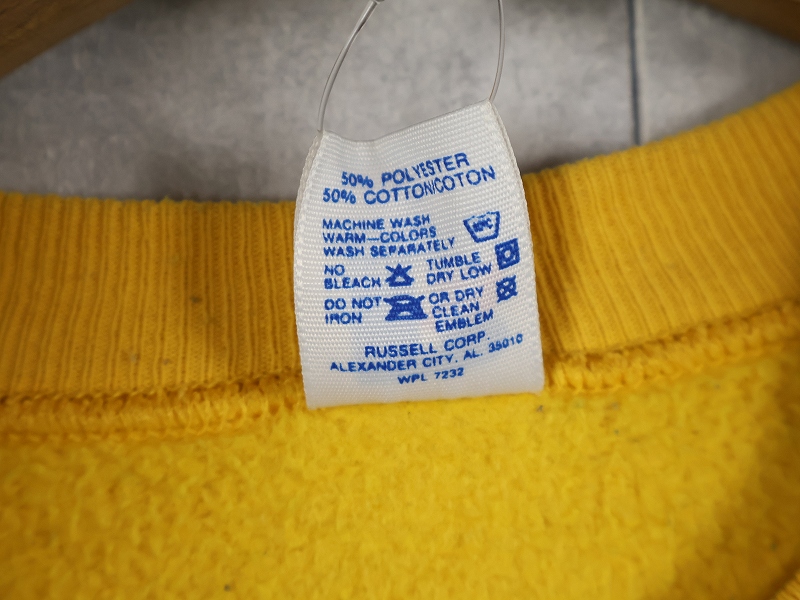 50% POLYESTER
50% COTTON/COTON
MACHINE WASH
WARM—COLORS
WASH SEPARATELY
NO
BLEACH
TUMBLE
DRY LOW
DO NOT
IRON
OR DRY
CLEAN
EMBLEM
RUSSELL CORP.
ALEXANDER CITY, AL. 35010
WPL 7232